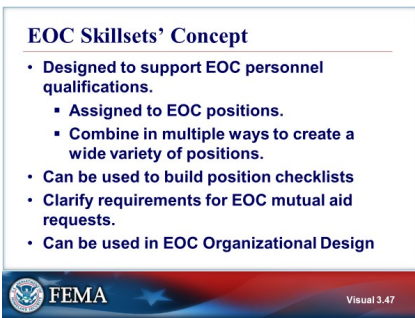 EOC Skillsets’ Concept
• Designed to support EOC personnel
qualifications.
▪ Assigned to EOC positions.
▪ Combine in multiple ways to create a
wide variety of positions.
• Can be used to build position checklists
• Clarify requirements for EOC mutual aid
requests.
• Can be used in EOC Organizational Design
FEMA
Visual 3.47